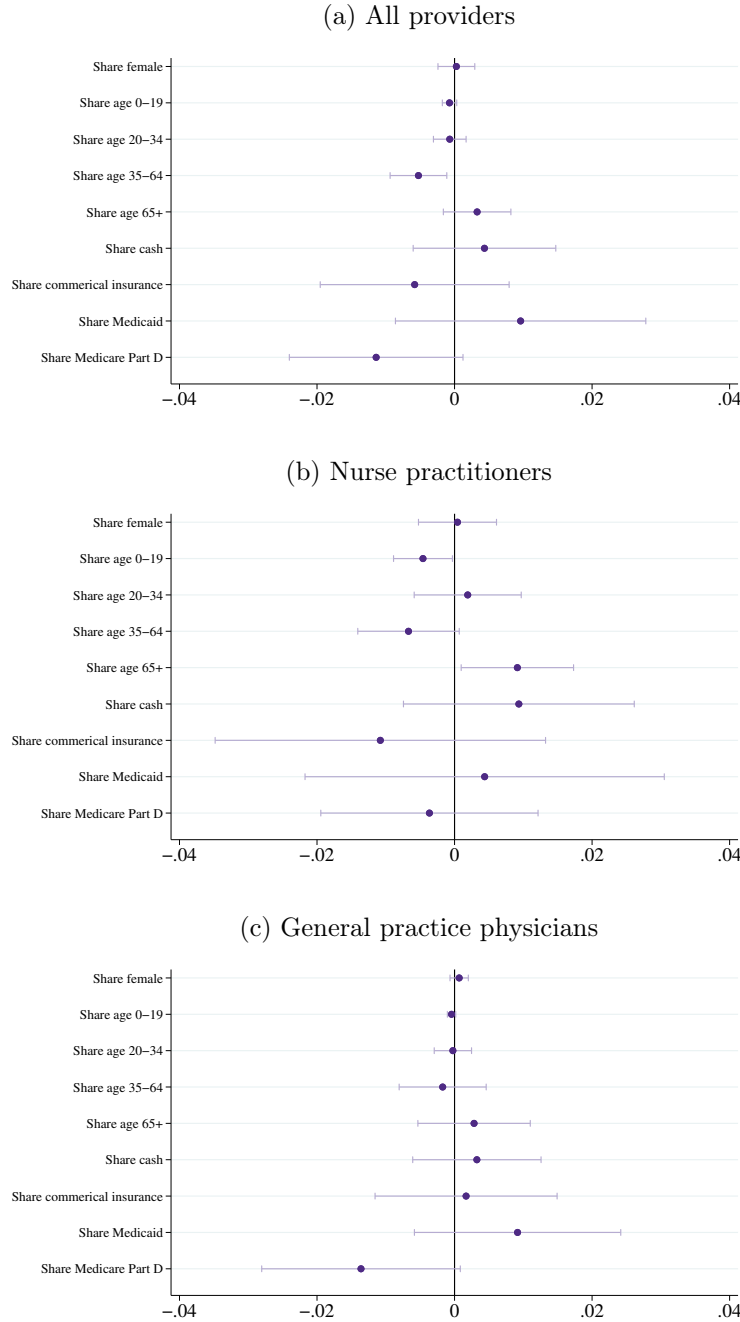 (a) All providers
Share female
Share age 0−19
Share age 20−34
Share age 35−64
Share age 65+
Share cash
Share commerical insurance
Share Medicaid
Share Medicare Part D
−.04 −.02 0 .02 .04
(b) Nurse practitioners
Share female
Share age 0−19
Share age 20−34
Share age 35−64
Share age 65+
Share cash
Share commerical insurance
Share Medicaid
Share Medicare Part D
−.04 −.02 0 .02 .04
(c) General practice physicians
Share female
Share age 0−19
Share age 20−34
Share age 35−64
Share age 65+
Share cash
Share commerical insurance
Share Medicaid
Share Medicare Part D
−.04 −.02 0 .02 .04